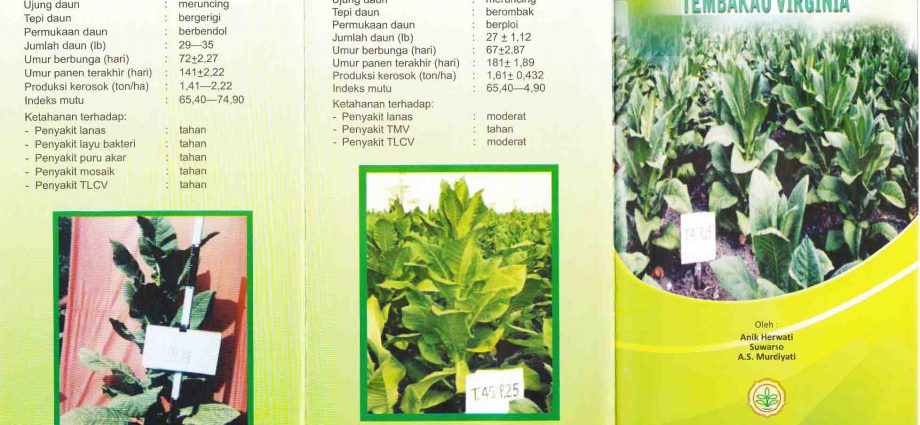 Ujung daun : meruncing
Tepi daun : bergerigi
Permukaan daun : berbendol
Jumlah daun (lb) : 29—35
Umur berbunga (hari) : 72±2,27
Umur panen terakhir (hari) : 141±2,22
Produksi kerosok (ton/ha) : 1,41—2,22
Indeks mutu : 65,40—74,90
Ketahanan terhadap:
- Penyakit lanas : tahan
- Penyakit layu bakteri : tahan
- Penyakit puru akar : tahan
- Penyakit mosaik : tahan
- Penyakit TLCV : tahan
Ujung daun : meruncing
Tepi daun : berombak
Permukaan daun : berploi
Jumlah daun (lb) : 27 ± 1,12
Umur berbunga (hari) : 67±2,87
Umur panen terakhir (hari) : 181± 1,89
Produksi kerosok (ton/ha) : 1,61± 0,432
Indeks mutu : 65,40—4,90
Ketahanan terhadap:
- Penyakit lanas : moderat
- Penyakit TMV : tahan
- Penyakit TLCV : moderat
T.45 P.25
TEMBAKAU VIRGINIA
Oleh :
Anik Herwati
Suwarso
A.S. Murdiyati